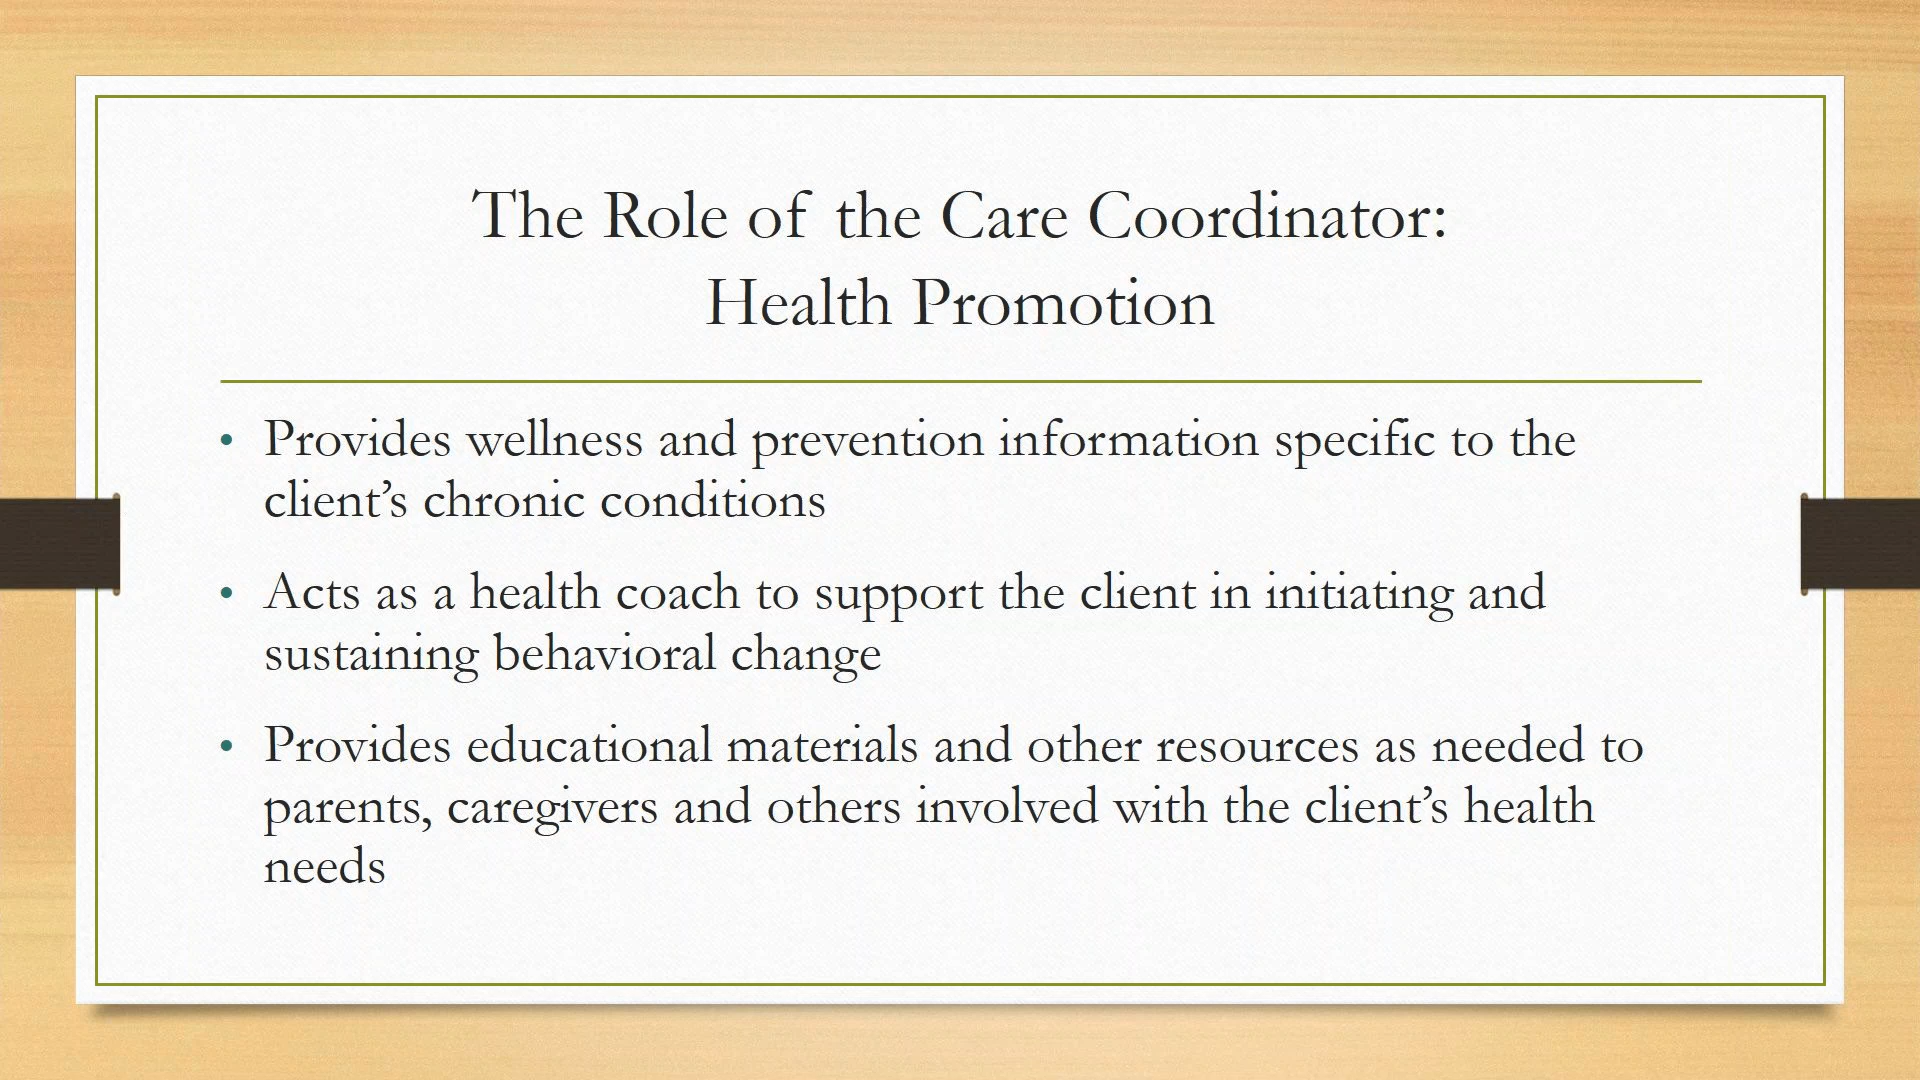 The Role of the Care Coordinator:
Health Promotion
• Provides wellness and prevention information specific to the
client’s chronic conditions
• Acts as a health coach to support the client in initiating and
sustaining behavioral change
• Provides educational materials and other resources as needed to
parents, caregivers and others involved with the client’s health
needs